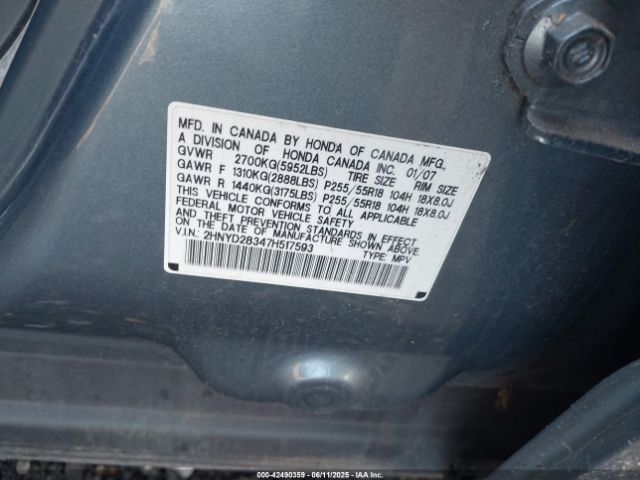 MFD. IN CANADA BY HONDA OF CANADA MFG.,
A DIVISION OF HONDA CANADA INC. 01/07
GVWR 2700KG(5952LBS) TIRE SIZE RIM SIZE
GAWR F 1310KG(2888LBS) P255/55R18 104H 18X8.0J
GAWR R 1440KG(3175LBS) P255/55R18 104H 18X8.0J
THIS VEHICLE CONFORMS TO ALL APPLICABLE
FEDERAL MOTOR VEHICLE SAFETY
AND THEFT PREVENTION STANDARDS IN EFFECT
ON THE DATE OF MANUFACTURE SHOWN ABOVE.
V.I.N.: 2HNYD28347H517593 TYPE: MPV
000-42490359 - 06/11/2025 - IAAI Inc.